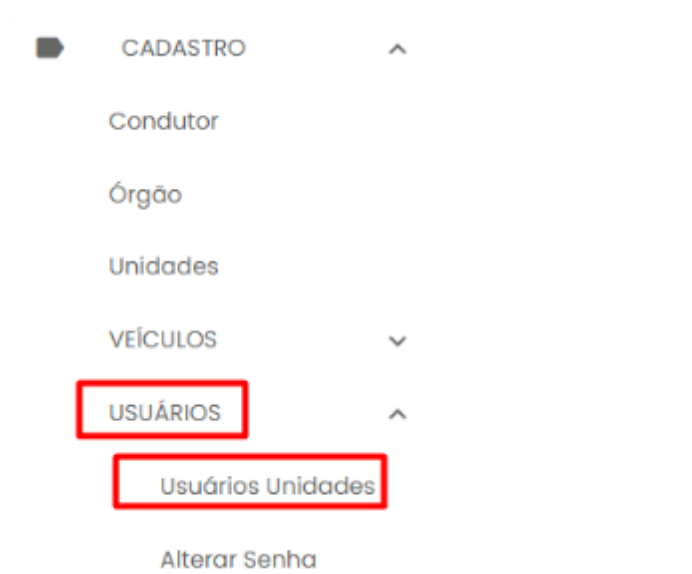 CADASTRO
Condutor
Órgão
Unidades
VEÍCULOS
USUÁRIOS
Usuários Unidades
Alterar Senha